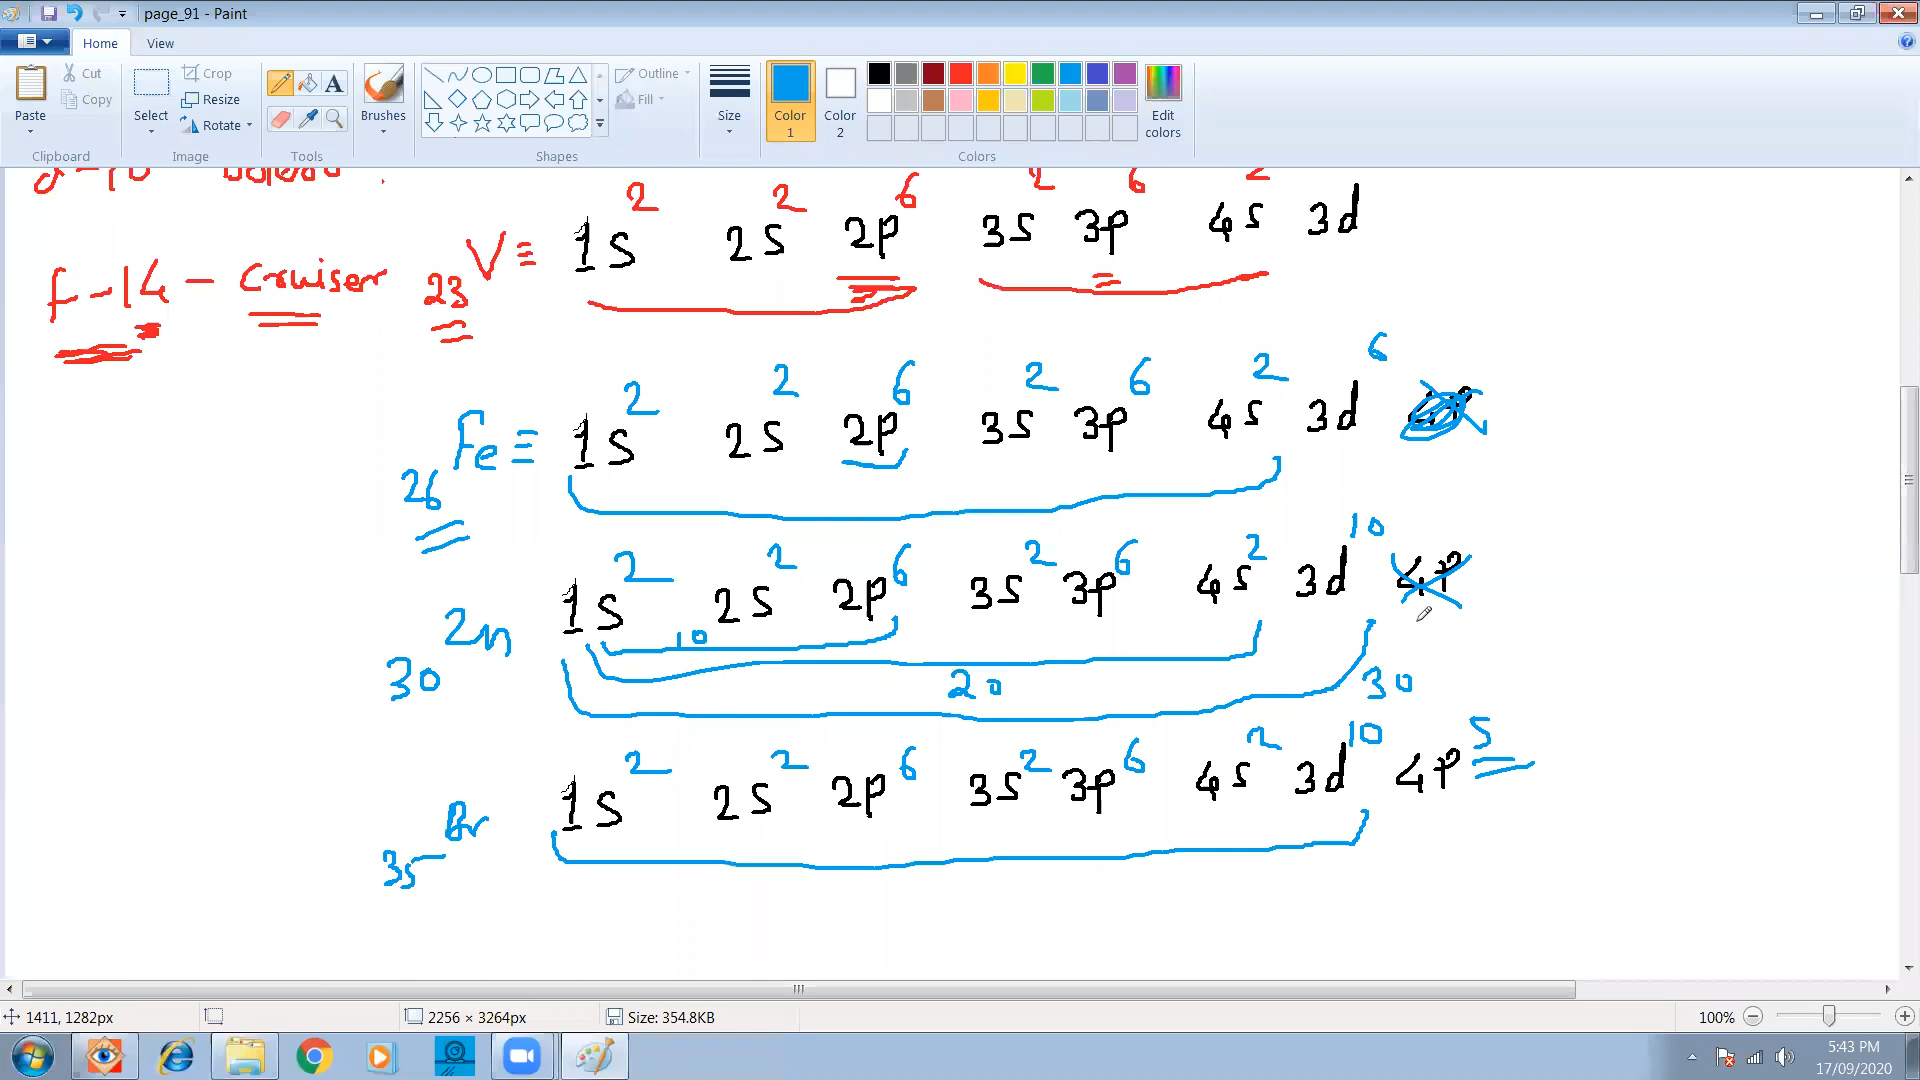 page_91 - Paint
Home View
Paste Cut Copy Select Crop Resize Rotate Brushes Outline Fill Size Color 1 Color 2 Edit colors
Clipboard Image Tools Shapes Colors
23 V ≡ 1s² 2s² 2p⁶ 3s² 3p⁶ 4s² 3d
f-14 - Cruiser
26 Fe ≡ 1s² 2s² 2p⁶ 3s² 3p⁶ 4s² 3d⁶
30 Zn 1s² 2s² 2p⁶ 3s² 3p⁶ 4s² 3d¹⁰ 4p
10
20
30
35 Br 1s² 2s² 2p⁶ 3s² 3p⁶ 4s² 3d¹⁰ 4p⁵
1411, 1282px 2256 × 3264px Size: 354.8KB 100%
5:43 PM
17/09/2020